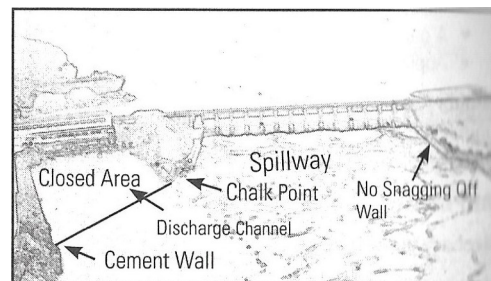 Spillway
Closed Area
Chalk Point
No Snagging Off
Wall
Discharge Channel
Cement Wall